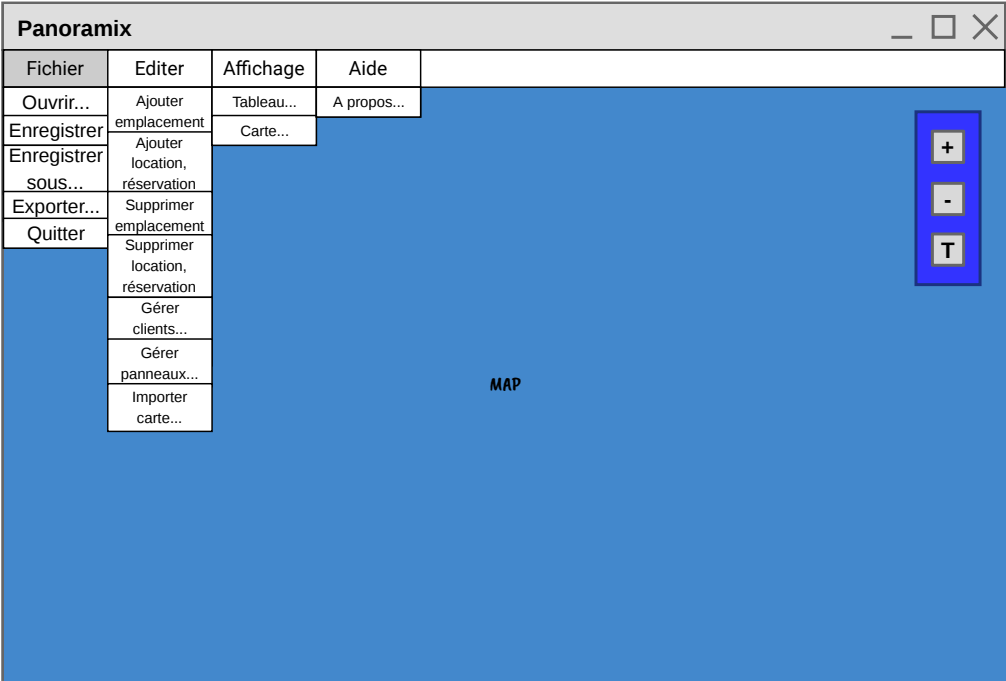 Panoramix
Fichier Editer Affichage Aide
Ouvrir...
Enregistrer
Enregistrer
sous...
Exporter...
Quitter
Ajouter
emplacement
Ajouter
location,
réservation
Supprimer
emplacement
Supprimer
location,
réservation
Gérer
clients...
Gérer
panneaux...
Importer
carte...
Tableau...
Carte...
A propos...
+
-
T
MAP